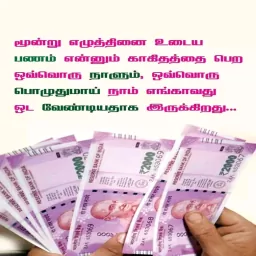 மூன்று எழுத்தினை உடைய
பணம் என்னும் காகிதத்தை பெற
ஒவ்வொரு நாளும், ஒவ்வொரு
பொழுதுமாய் நாம் எங்காவது
ஓட வேண்டியதாக இருக்கிறது...